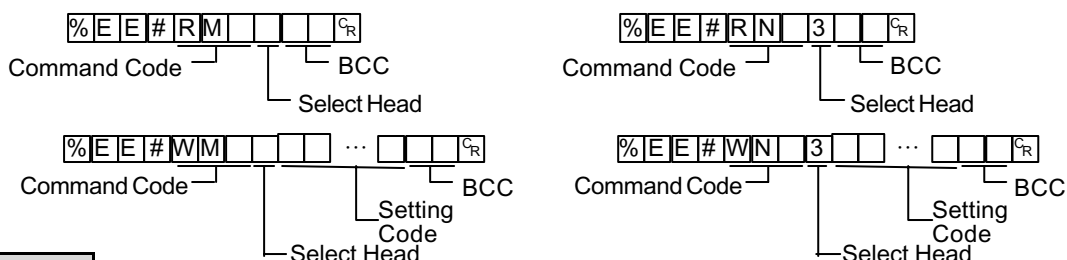 %EE#RM CR
Command Code
BCC
Select Head
%EE#RN 3 CR
Command Code
BCC
Select Head
%EE#WM ... CR
Command Code
BCC
Setting
Code
Select Head
%EE#WN 3 ... CR
Command Code
BCC
Setting
Code
Select Head